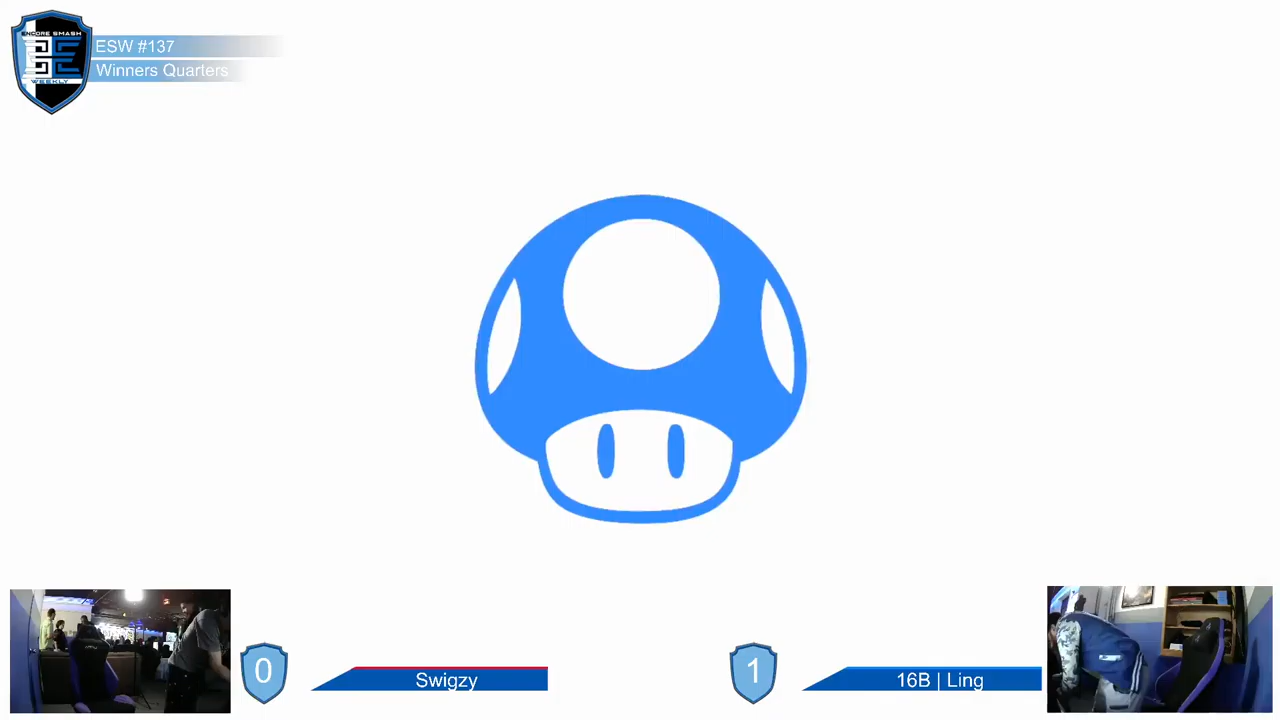 ENCORE SMASH
WEEKLY
ESW #137
Winners Quarters
0
Swigzy
1
16B | Ling